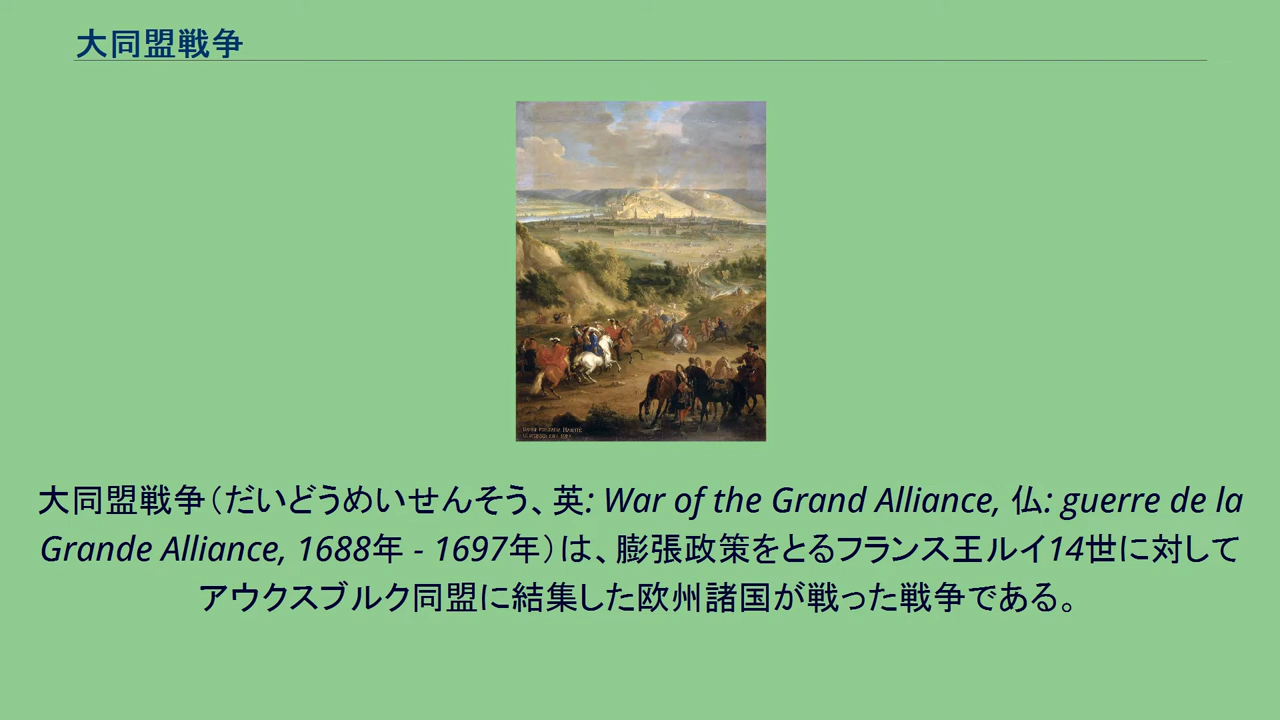 大同盟戦争
大同盟戦争（だいどうめいせんそう、英: War of the Grand Alliance, 仏: guerre de la
Grande Alliance, 1688年 - 1697年）は、膨張政策をとるフランス王ルイ14世に対して
アウクスブルク同盟に結集した欧州諸国が戦った戦争である。